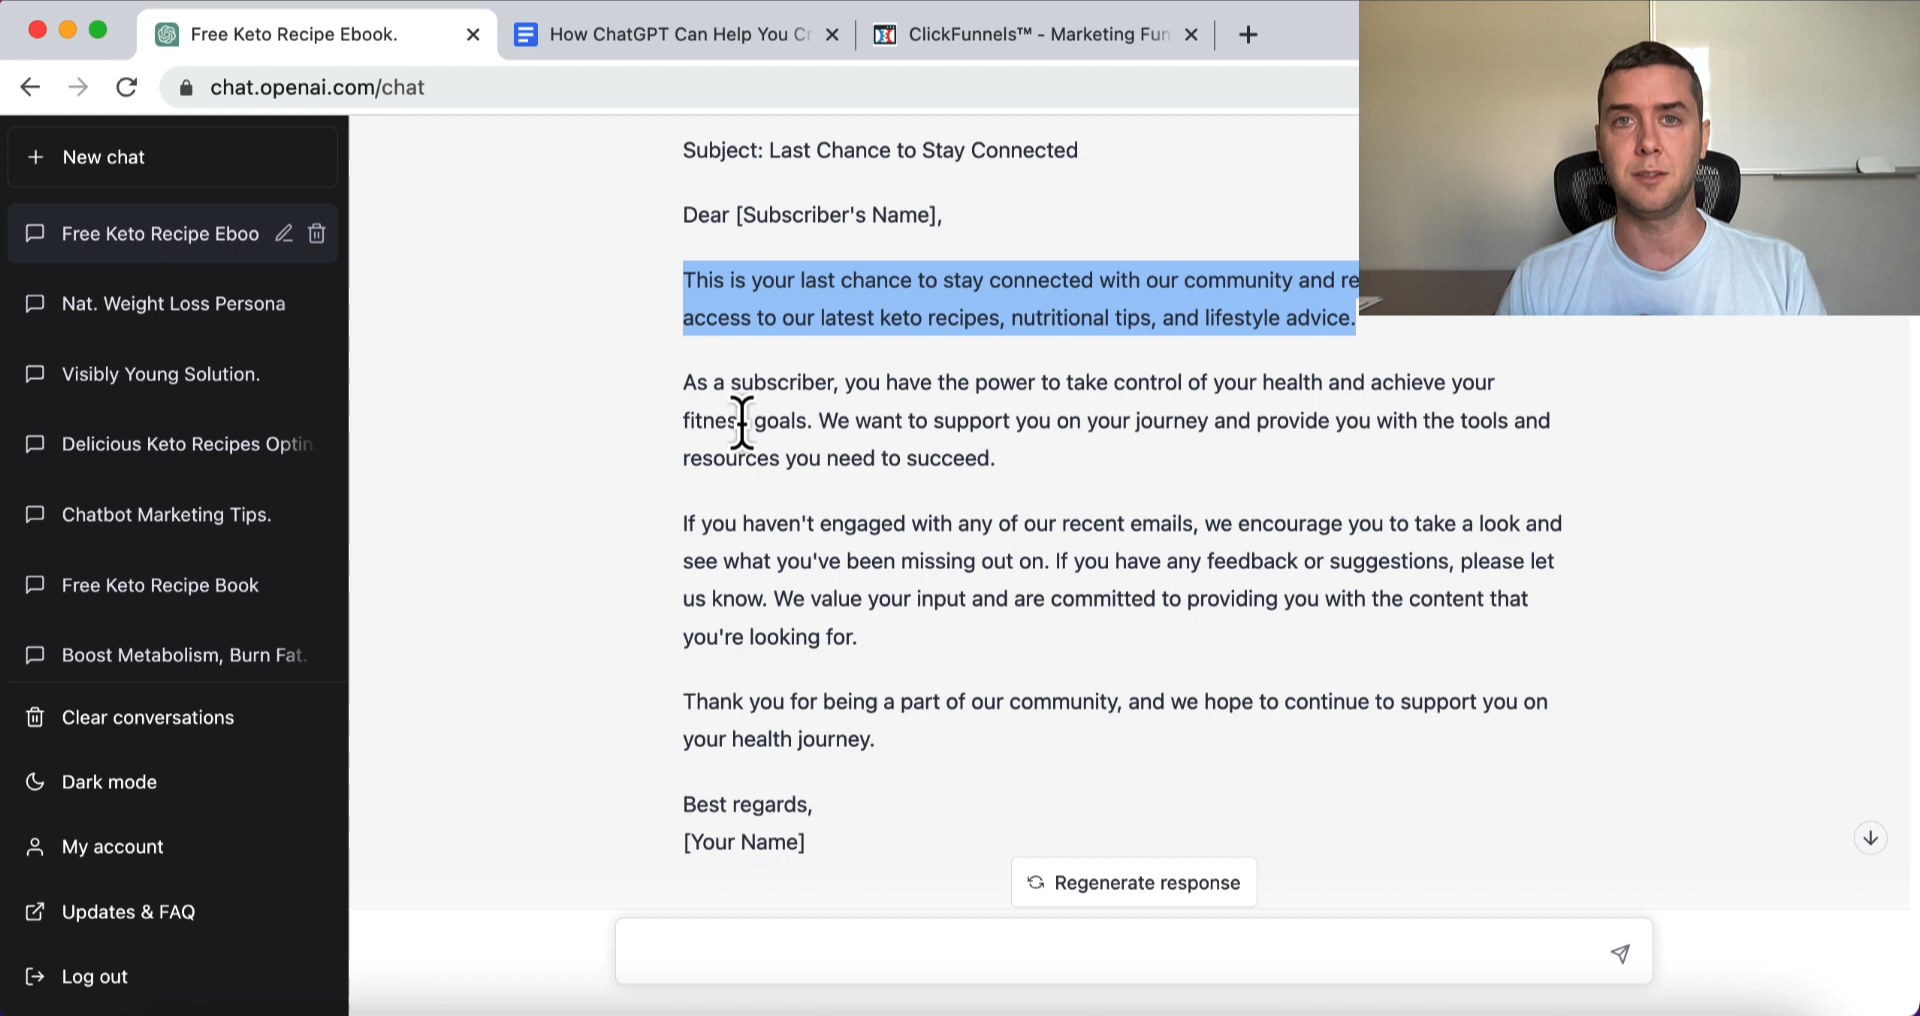 Free Keto Recipe Ebook.
How ChatGPT Can Help You Cr
ClickFunnels™ - Marketing Fun
chat.openai.com/chat
New chat
Free Keto Recipe Eboo
Nat. Weight Loss Persona
Visibly Young Solution.
Delicious Keto Recipes Optin
Chatbot Marketing Tips.
Free Keto Recipe Book
Boost Metabolism, Burn Fat.
Clear conversations
Dark mode
My account
Updates & FAQ
Log out
Subject: Last Chance to Stay Connected
Dear [Subscriber's Name],
This is your last chance to stay connected with our community and re
access to our latest keto recipes, nutritional tips, and lifestyle advice.
As a subscriber, you have the power to take control of your health and achieve your
fitness goals. We want to support you on your journey and provide you with the tools and
resources you need to succeed.
If you haven't engaged with any of our recent emails, we encourage you to take a look and
see what you've been missing out on. If you have any feedback or suggestions, please let
us know. We value your input and are committed to providing you with the content that
you're looking for.
Thank you for being a part of our community, and we hope to continue to support you on
your health journey.
Best regards,
[Your Name]
Regenerate response